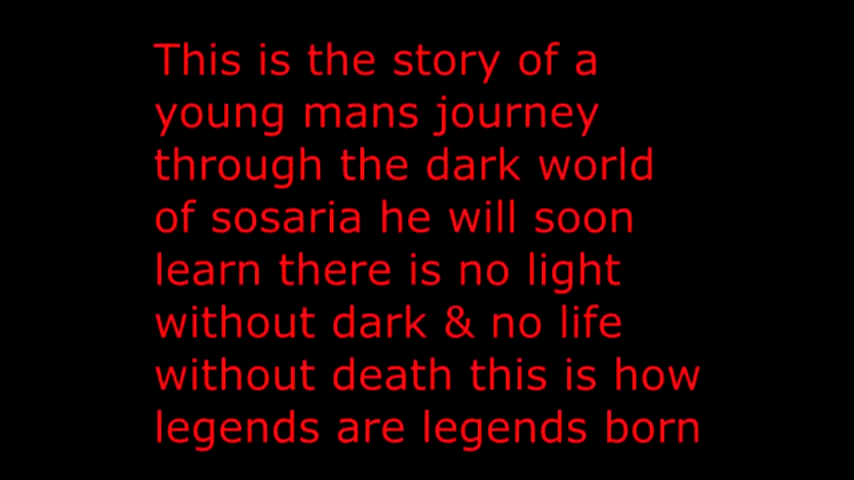 This is the story of a
young mans journey
through the dark world
of sosaria he will soon
learn there is no light
without dark & no life
without death this is how
legends are legends born